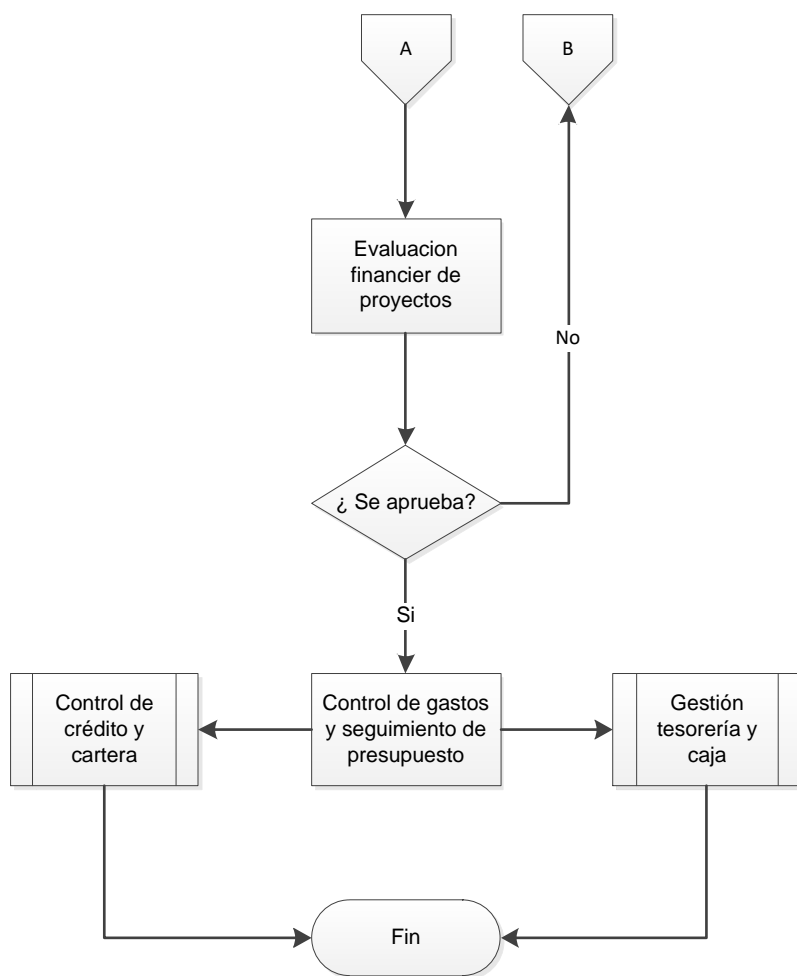 A
B
Evaluacion
financier de
proyectos
No
¿ Se aprueba?
Si
Control de
crédito y
cartera
Control de gastos
y seguimiento de
presupuesto
Gestión
tesorería y
caja
Fin